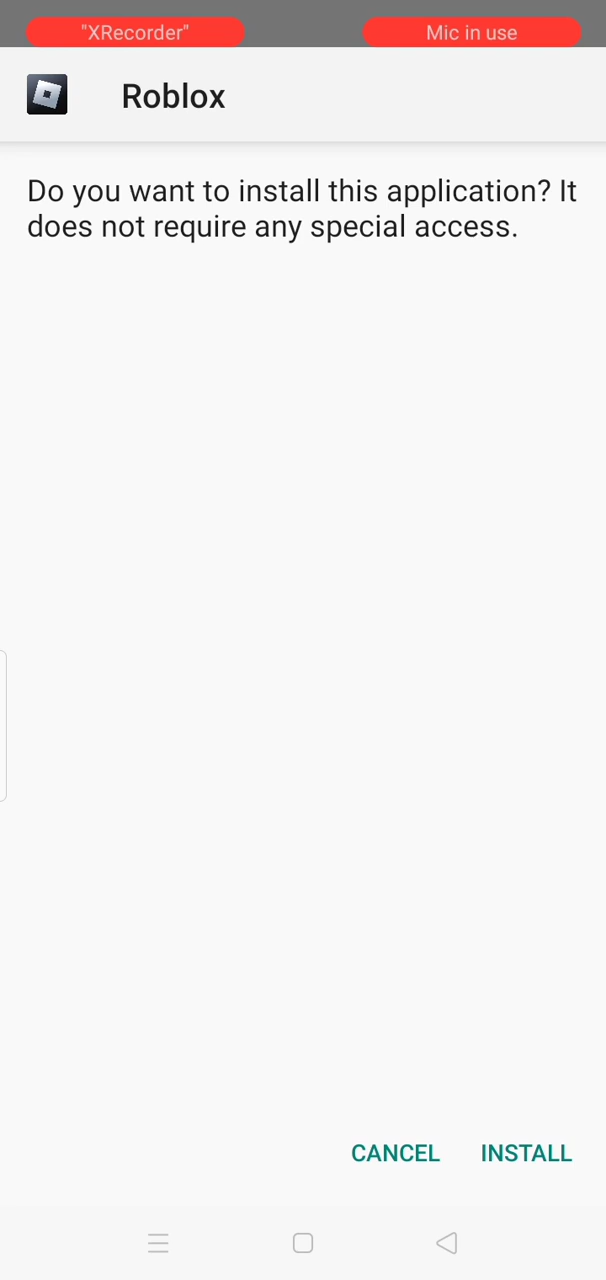 "XRecorder"
Mic in use
Roblox
Do you want to install this application? It
does not require any special access.
CANCEL
INSTALL